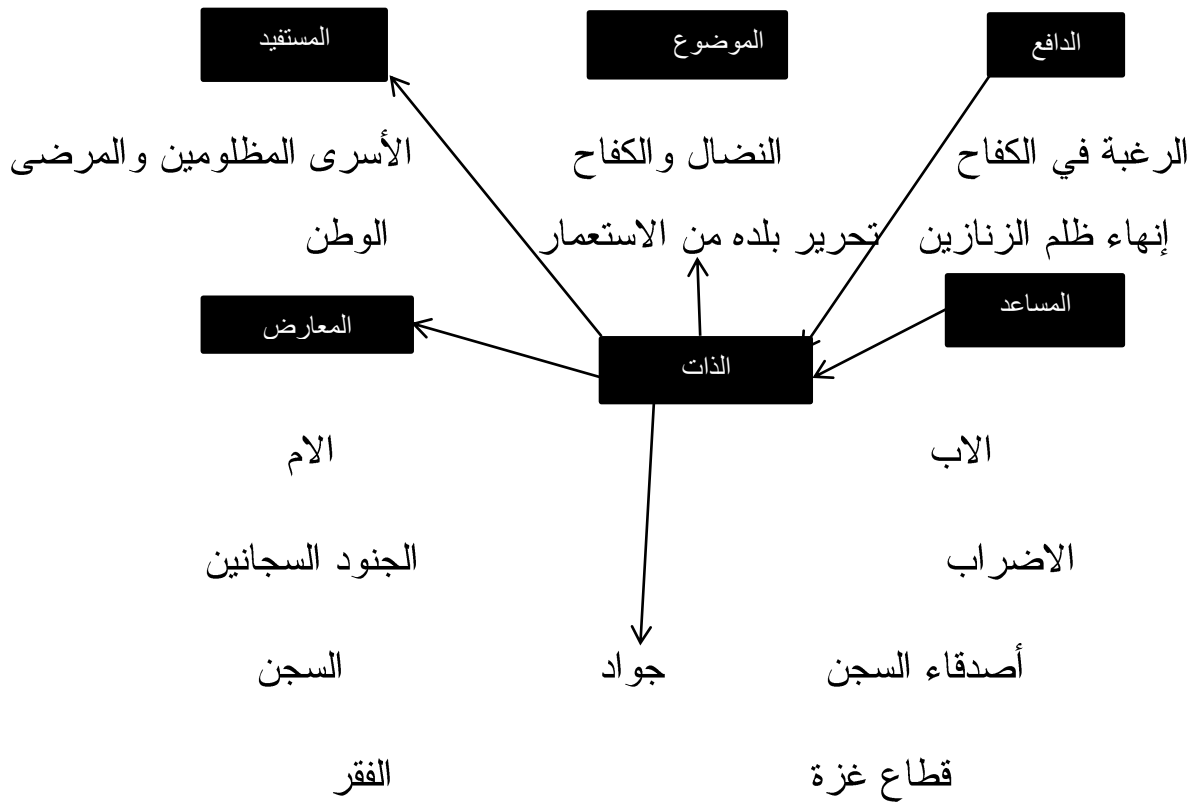 الدافع
الموضوع
المستفيد
الرغبة في الكفاح
النضال والكفاح
الأسرى المظلومين والمرضى
إنهاء ظلم الزنازين
تحرير بلده من الاستعمار
الوطن
المساعد
المعارض
الذات
الاب
الام
الاضراب
الجنود السجانين
أصدقاء السجن
جواد
السجن
قطاع غزة
الفقر